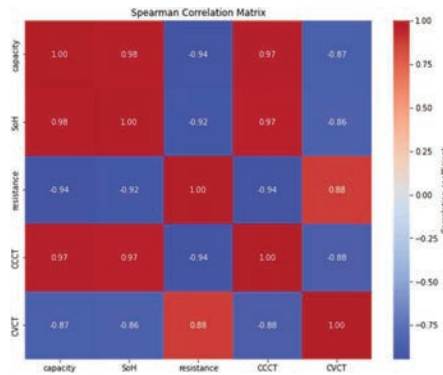 Spearman Correlation Matrix
capacity 1.00 0.98 -0.94 0.97 -0.87
SoH 0.98 1.00 -0.92 0.97 -0.86
resistance -0.94 -0.92 1.00 -0.94 0.88
CCCT 0.97 0.97 -0.94 1.00 -0.88
CVCT -0.87 -0.86 0.88 -0.88 1.00
capacity SoH resistance CCCT CVCT
1.00
0.75
0.50
0.25
0.00
-0.25
-0.50
-0.75